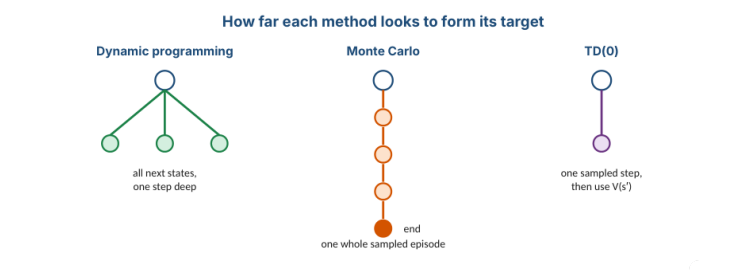 How far each method looks to form its target
Dynamic programming
Monte Carlo
TD(0)
all next states,
one step deep
one sampled step,
then use V(s′)
end
one whole sampled episode